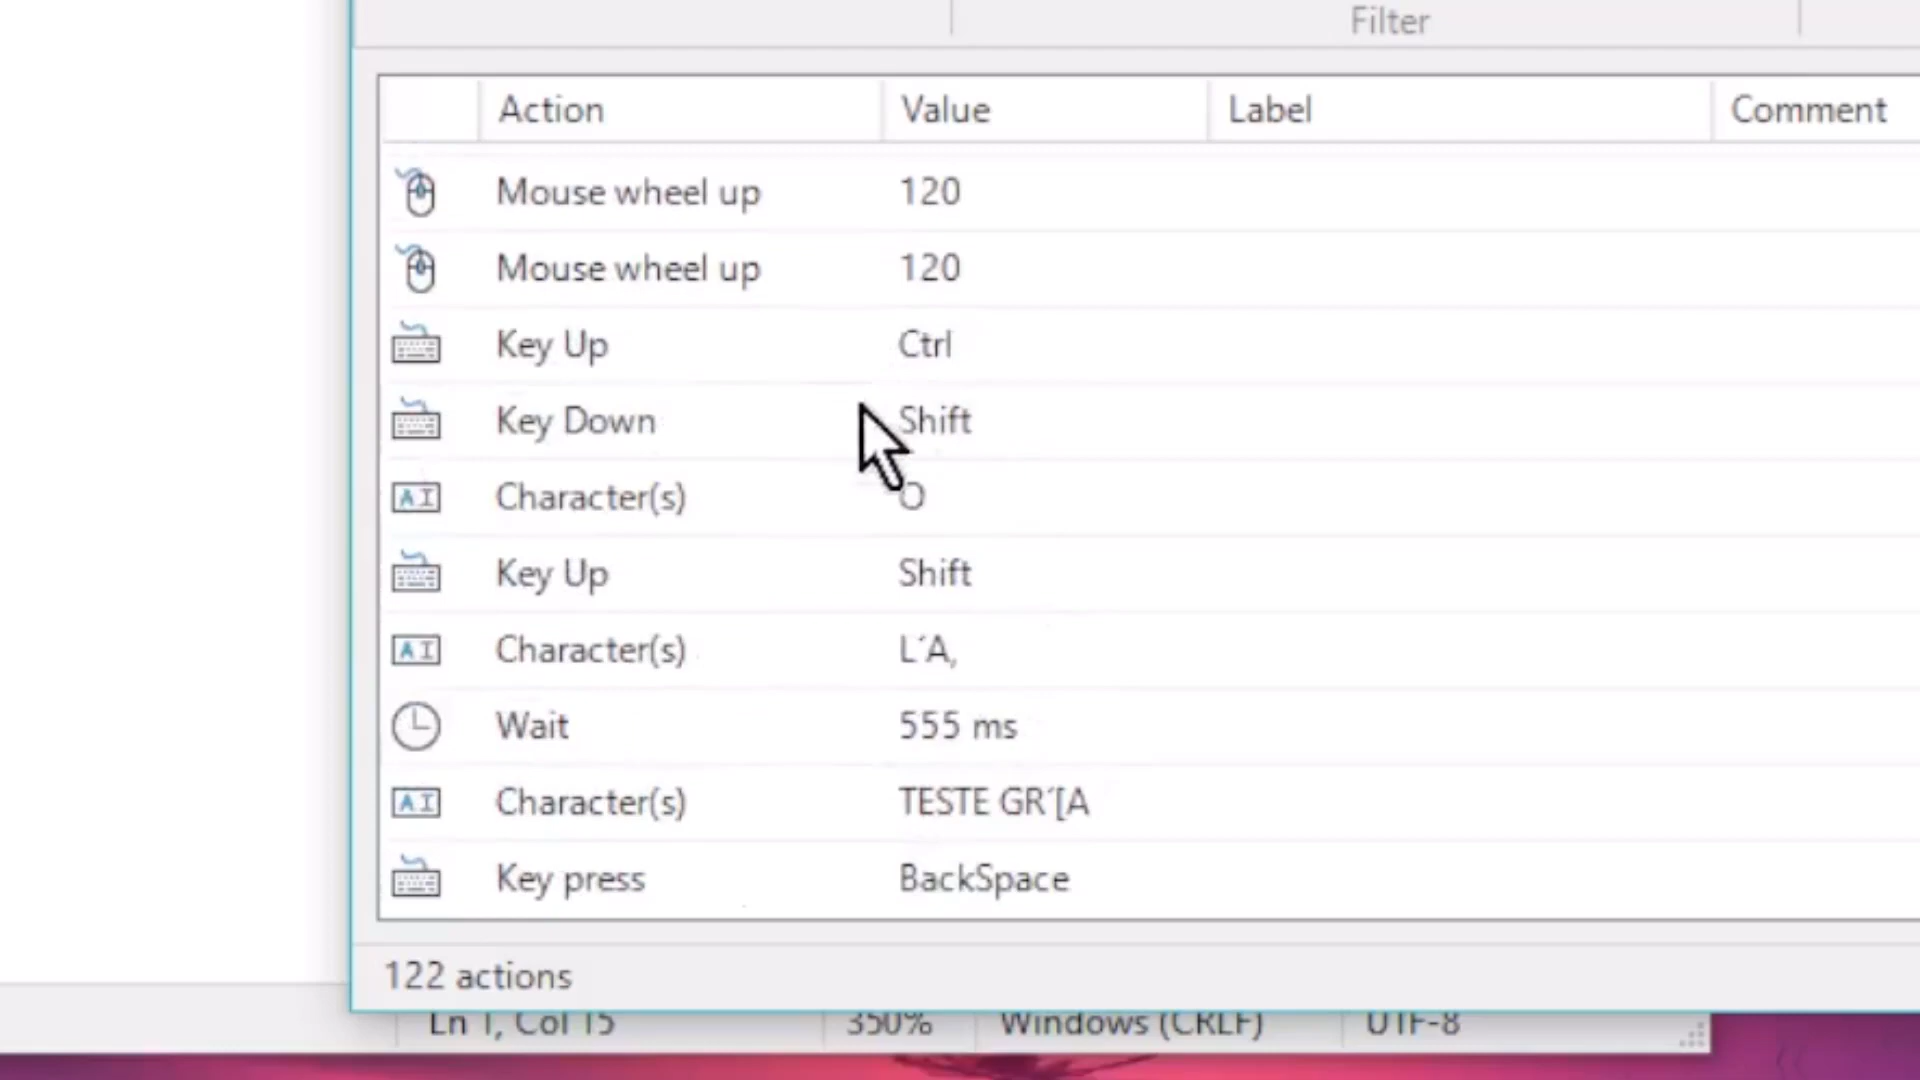 Filter
Action Value Label Comment
Mouse wheel up 120
Mouse wheel up 120
Key Up Ctrl
Key Down Shift
Character(s) O
Key Up Shift
Character(s) L´A,
Wait 555 ms
Character(s) TESTE GR´[A
Key press BackSpace
122 actions
Ln 1, Col 15 350% Windows (CRLF) UTF-8